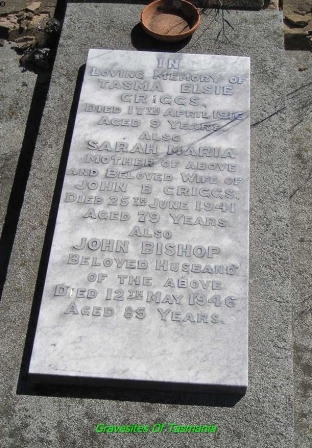 IN
LOVING MEMORY OF
TASMA ELSIE
GRIGGS.
DIED 17TH APRIL 1916
AGED 9 YEARS
ALSO
SARAH MARIA
MOTHER OF ABOVE
AND BELOVED WIFE OF
JOHN B GRIGGS.
DIED 25TH JUNE 1941
AGED 79 YEARS
ALSO
JOHN BISHOP
BELOVED HUSBAND
OF THE ABOVE
DIED 12TH MAY 1946
AGED 83 YEARS.
Gravesites Of Tasmania